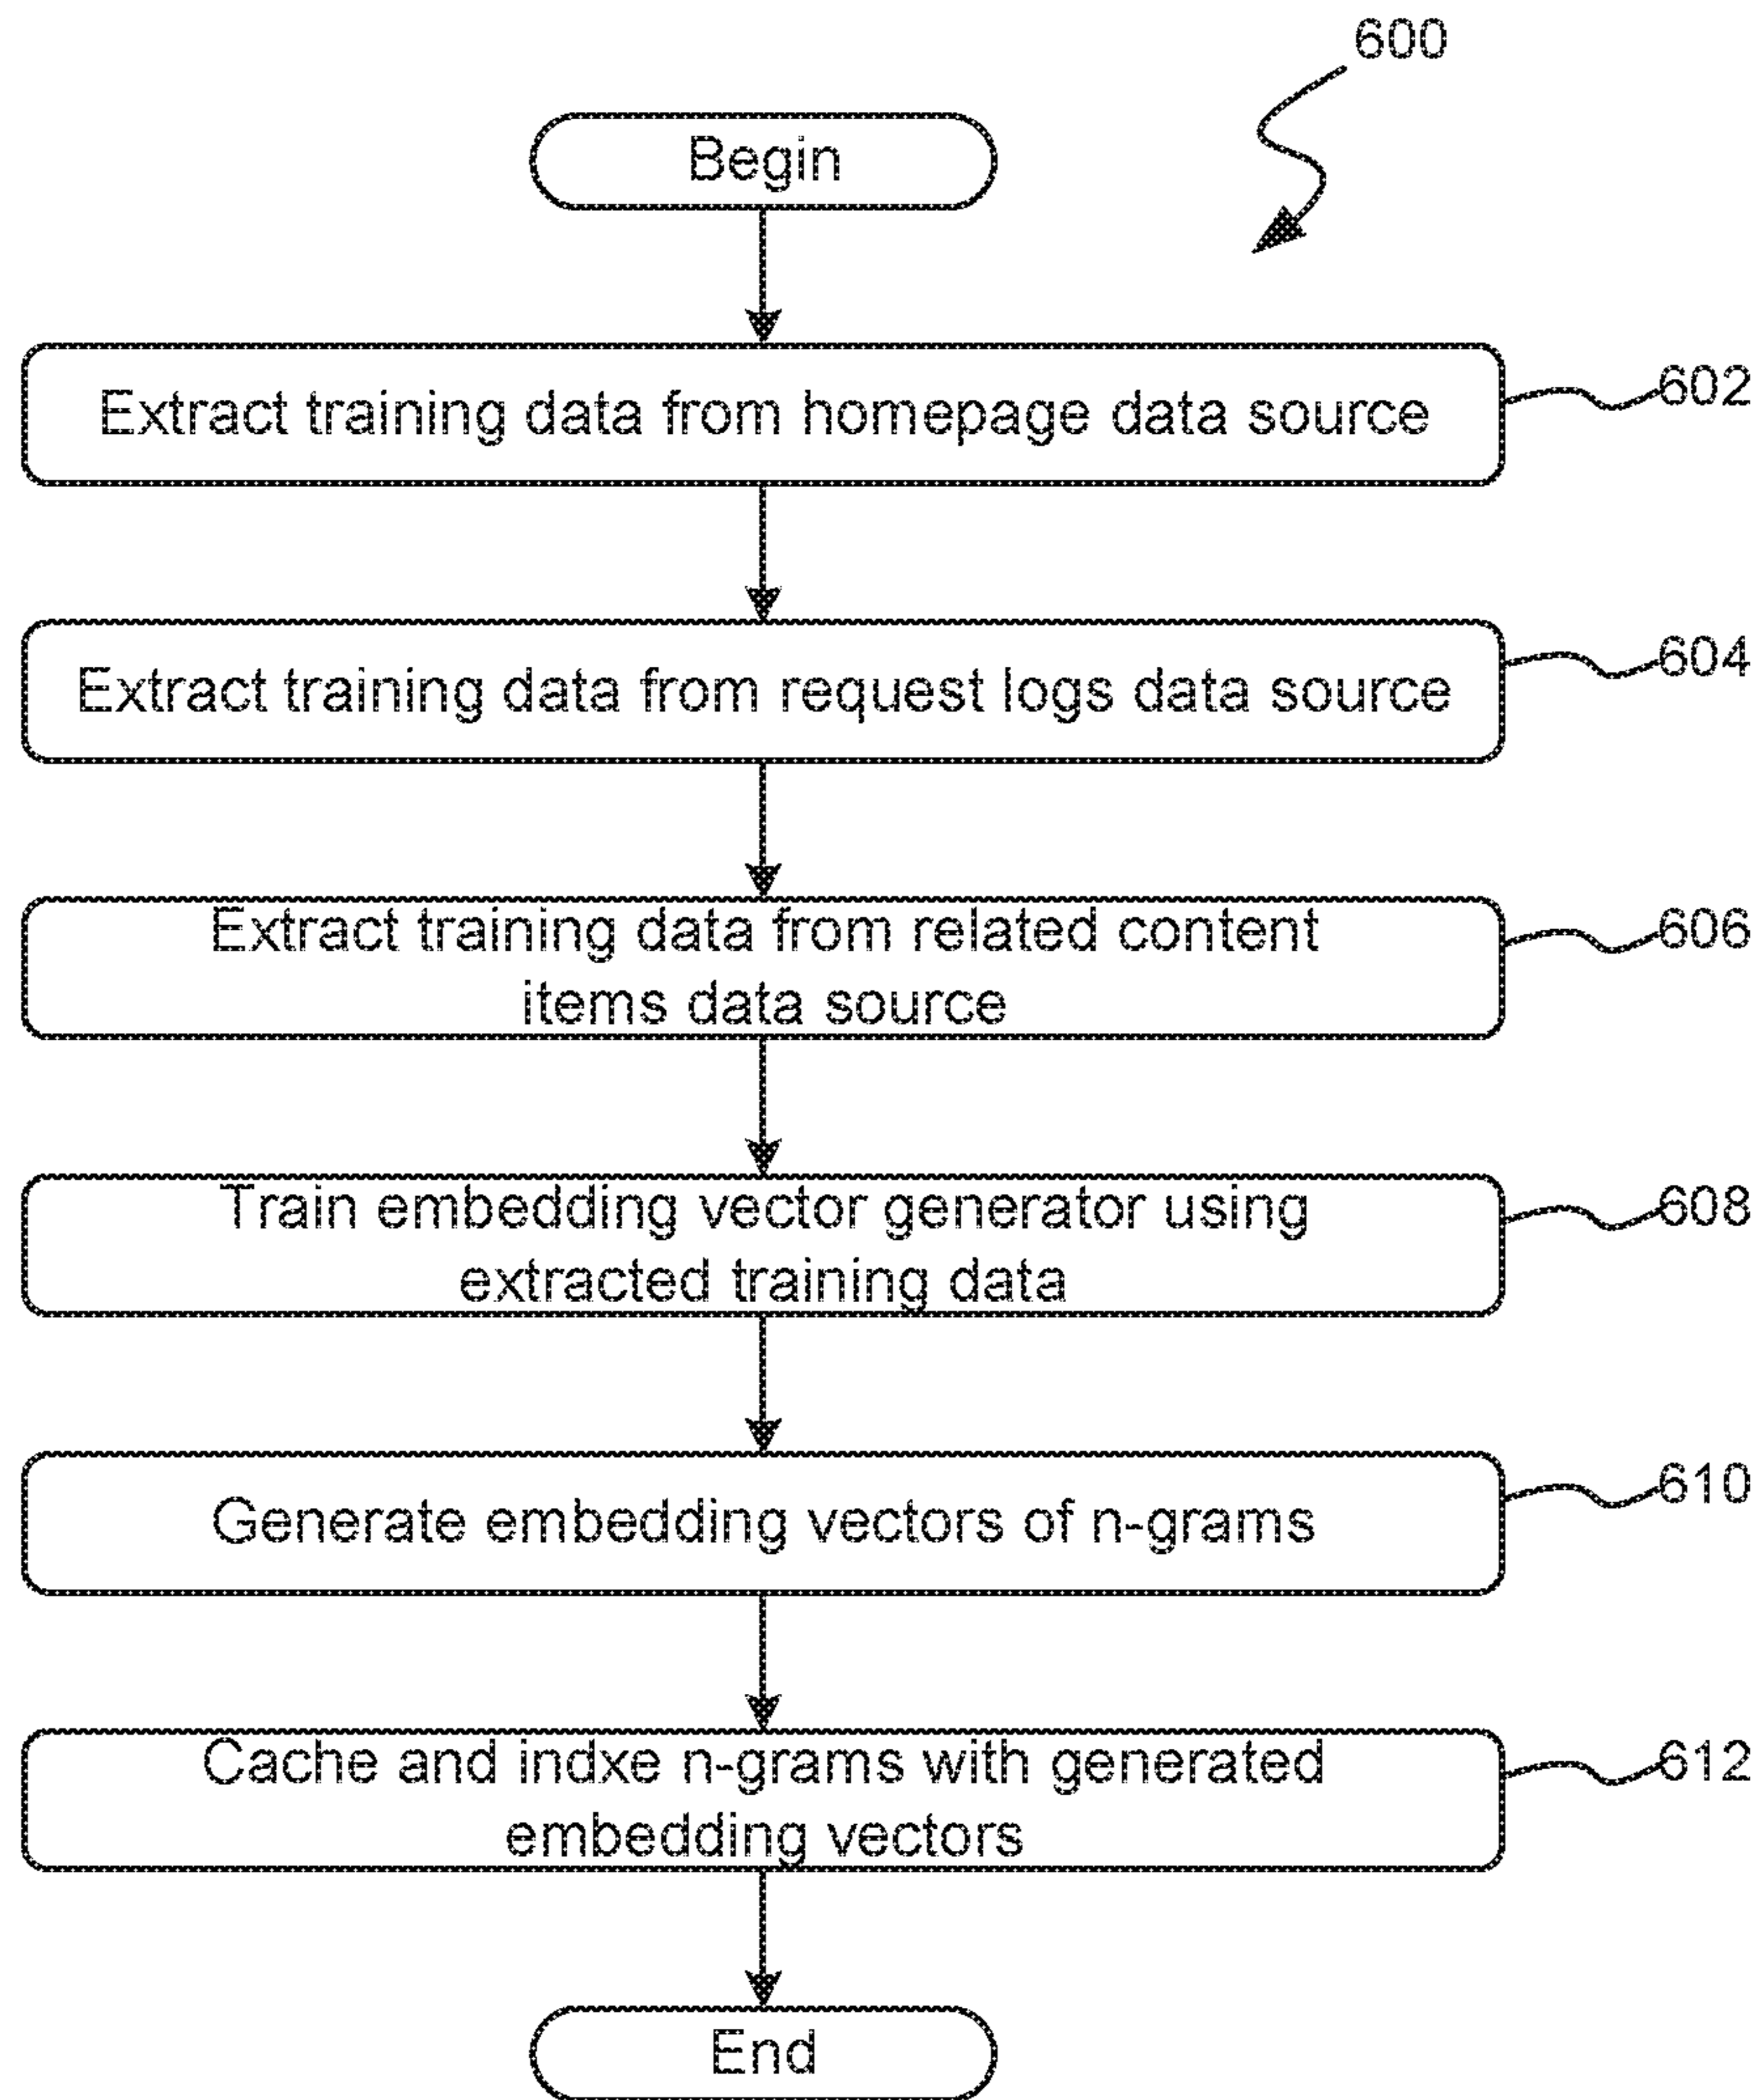 600
Begin
Extract training data from homepage data source
602
Extract training data from request logs data source
604
Extract training data from related content
items data source
606
Train embedding vector generator using
extracted training data
608
Generate embedding vectors of n-grams
610
Cache and indxe n-grams with generated
embedding vectors
612
End